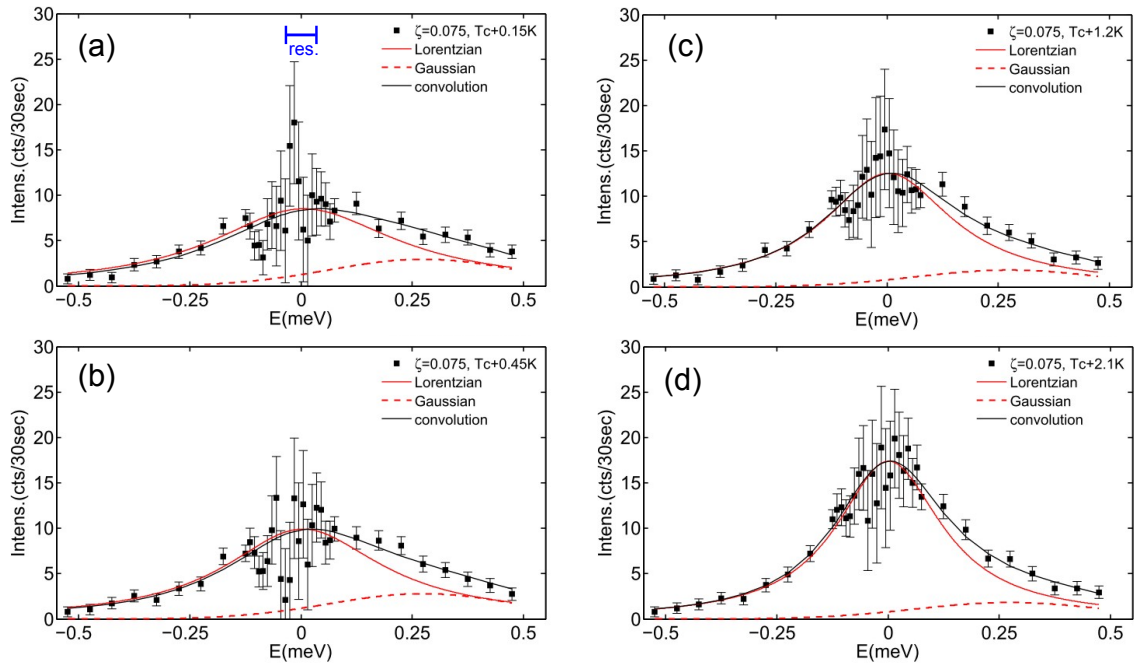 (a)
res.
ζ=0.075, Tc+0.15K
Lorentzian
Gaussian
convolution
Intens.(cts/30sec)
30
25
20
15
10
5
0
−0.5
−0.25
0
0.25
0.5
E(meV)
(c)
ζ=0.075, Tc+1.2K
Lorentzian
Gaussian
convolution
Intens.(cts/30sec)
30
25
20
15
10
5
0
−0.5
−0.25
0
0.25
0.5
E(meV)
(b)
ζ=0.075, Tc+0.45K
Lorentzian
Gaussian
convolution
Intens.(cts/30sec)
30
25
20
15
10
5
0
−0.5
−0.25
0
0.25
0.5
E(meV)
(d)
ζ=0.075, Tc+2.1K
Lorentzian
Gaussian
convolution
Intens.(cts/30sec)
30
25
20
15
10
5
0
−0.5
−0.25
0
0.25
0.5
E(meV)